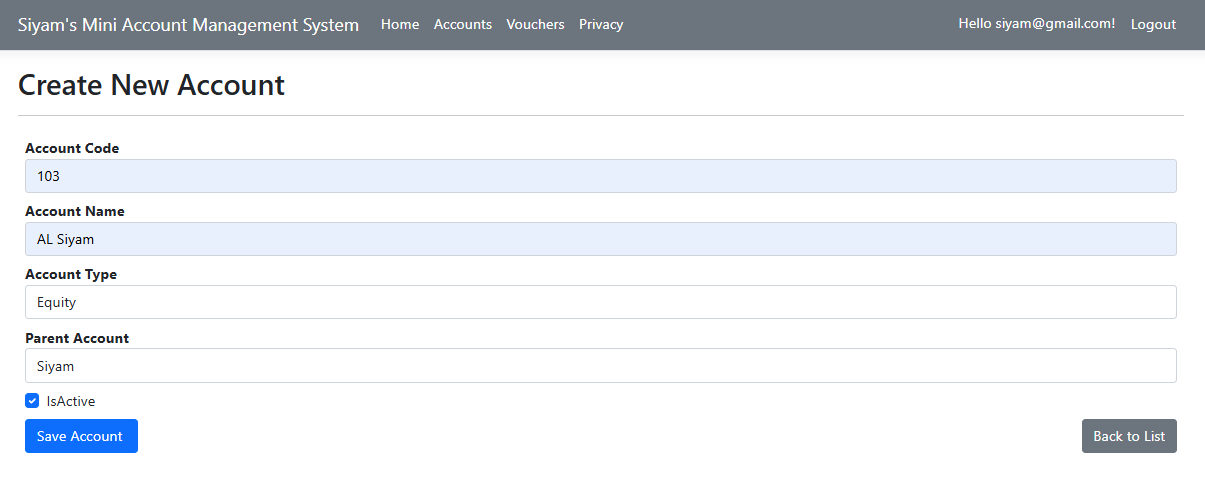 Siyam's Mini Account Management System Home Accounts Vouchers Privacy Hello siyam@gmail.com! Logout
Create New Account
Account Code
103
Account Name
AL Siyam
Account Type
Equity
Parent Account
Siyam
IsActive
Save Account Back to List